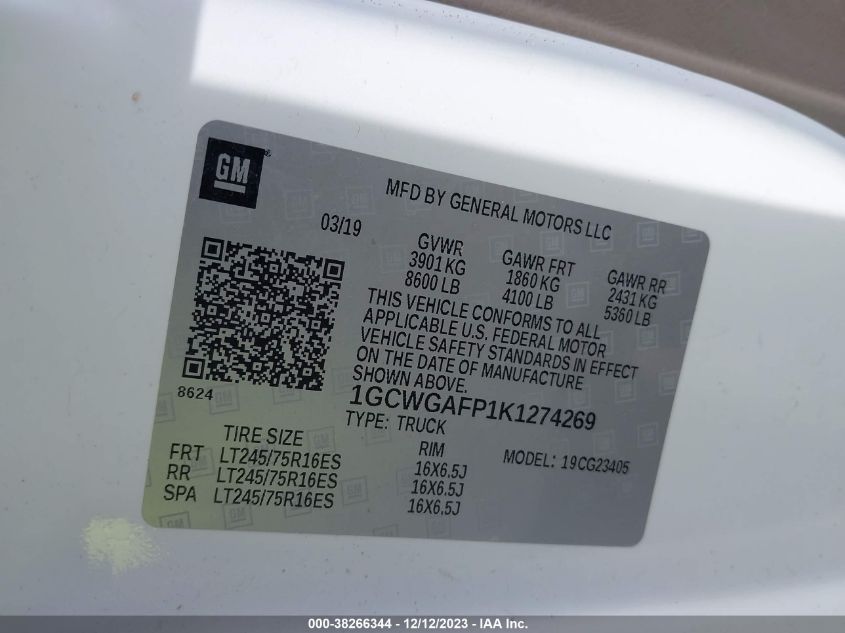 GM
MFD BY GENERAL MOTORS LLC
03/19
GVWR GAWR FRT GAWR RR
3901 KG 1860 KG 2431 KG
8600 LB 4100 LB 5360 LB
THIS VEHICLE CONFORMS TO ALL
APPLICABLE U.S. FEDERAL MOTOR
VEHICLE SAFETY STANDARDS IN EFFECT
ON THE DATE OF MANUFACTURE
SHOWN ABOVE.
8624
1GCWGAFP1K1274269
TYPE: TRUCK
TIRE SIZE RIM MODEL: 19CG23405
FRT LT245/75R16ES 16X6.5J
RR LT245/75R16ES 16X6.5J
SPA LT245/75R16ES 16X6.5J
000-38266344 - 12/12/2023 - IAA Inc.